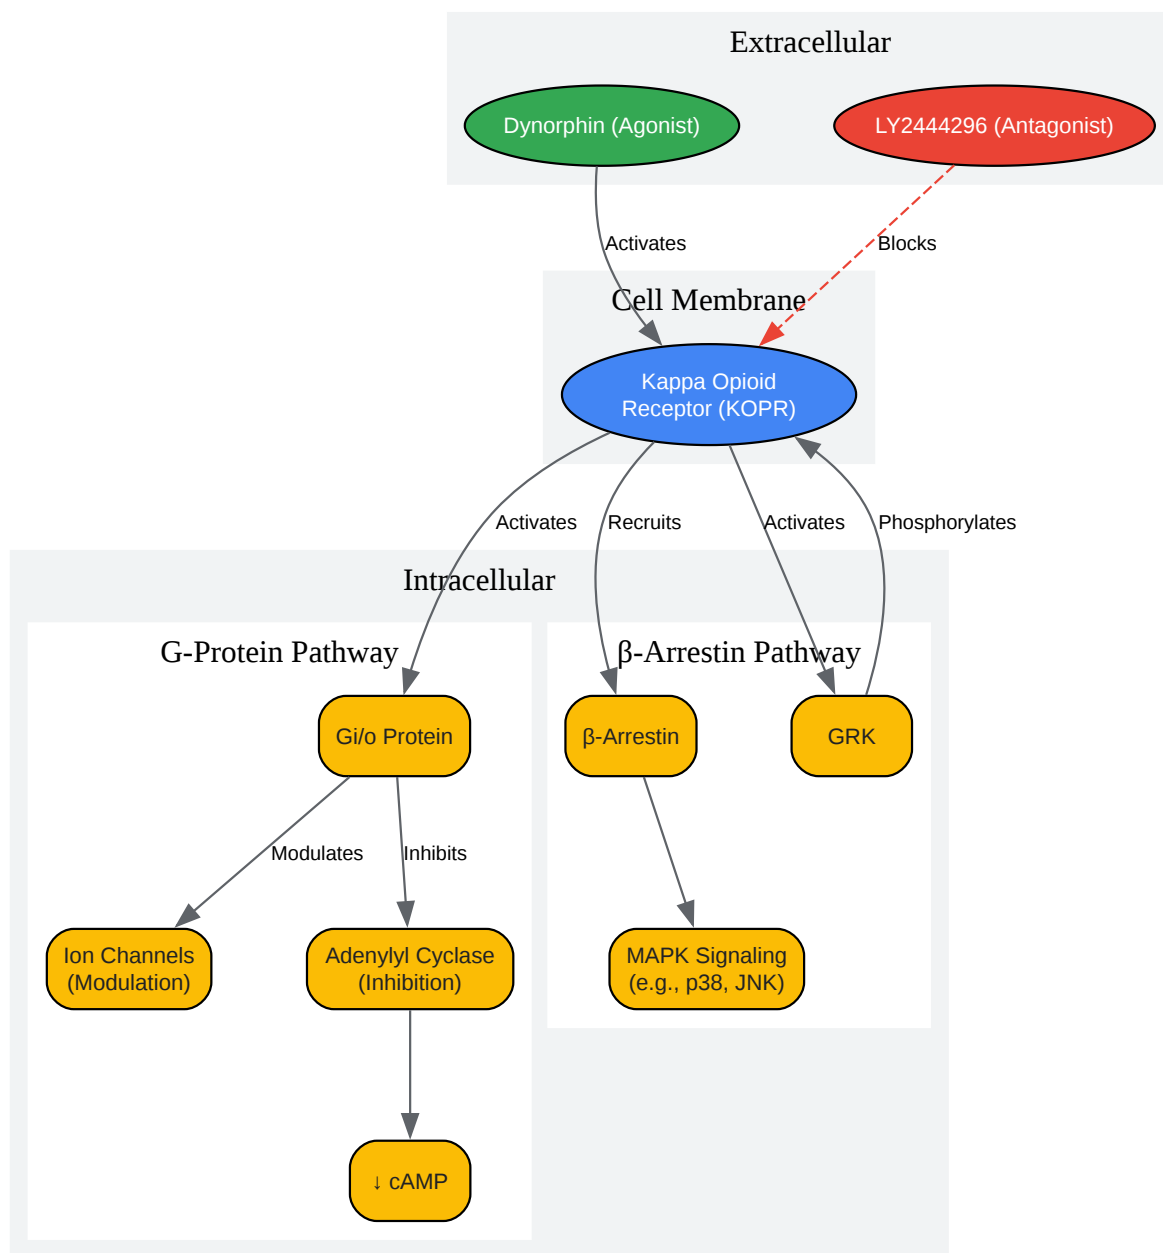 Extracellular
Dynorphin (Agonist)
LY2444296 (Antagonist)
Activates
Blocks
Cell Membrane
Kappa Opioid
Receptor (KOPR)
Activates
Recruits
Activates
Phosphorylates
Intracellular
G-Protein Pathway
β-Arrestin Pathway
Gi/o Protein
β-Arrestin
GRK
Modulates
Inhibits
Ion Channels
(Modulation)
Adenylyl Cyclase
(Inhibition)
MAPK Signaling
(e.g., p38, JNK)
↓ cAMP